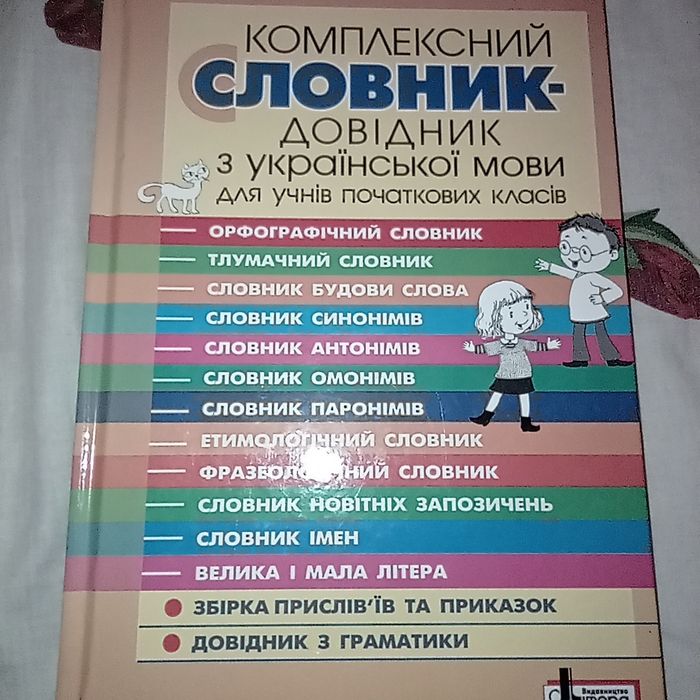 КОМПЛЕКСНИЙ
СЛОВНИК-
ДОВІДНИК
З УКРАЇНСЬКОЇ МОВИ
ДЛЯ УЧНІВ ПОЧАТКОВИХ КЛАСІВ
ОРФОГРАФІЧНИЙ СЛОВНИК
ТЛУМАЧНИЙ СЛОВНИК
СЛОВНИК БУДОВИ СЛОВА
СЛОВНИК СИНОНІМІВ
СЛОВНИК АНТОНІМІВ
СЛОВНИК ОМОНІМІВ
СЛОВНИК ПАРОНІМІВ
ЕТИМОЛОГІЧНИЙ СЛОВНИК
ФРАЗЕОЛОГІЧНИЙ СЛОВНИК
СЛОВНИК НОВІТНІХ ЗАПОЗИЧЕНЬ
СЛОВНИК ІМЕН
ВЕЛИКА І МАЛА ЛІТЕРА
ЗБІРКА ПРИСЛІВ'ЇВ ТА ПРИКАЗОК
ДОВІДНИК З ГРАМАТИКИ
Видавництво